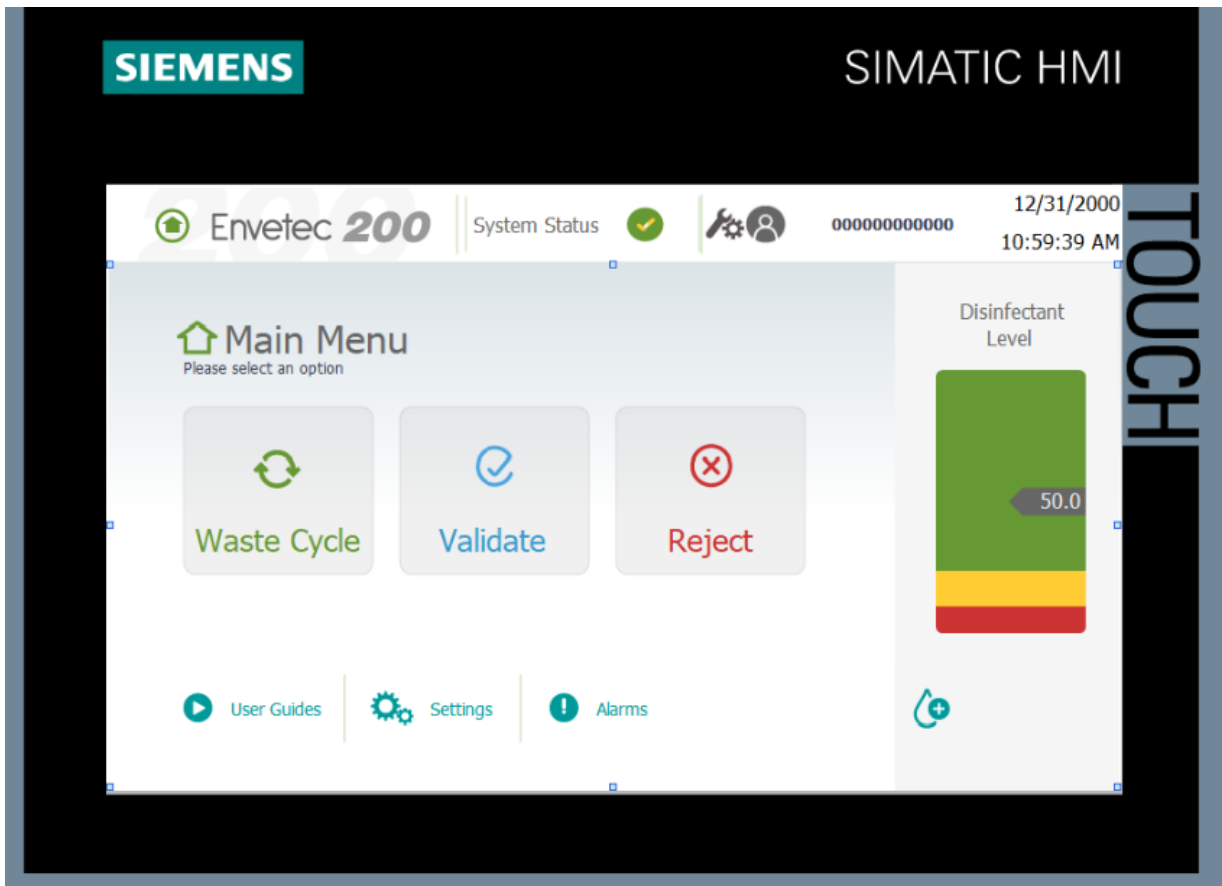 SIEMENS
SIMATIC HMI
TOUCH
200
Envetec 200
System Status
000000000000
12/31/2000
10:59:39 AM
Main Menu
Please select an option
Waste Cycle
Validate
Reject
Disinfectant
Level
50.0
User Guides
Settings
Alarms